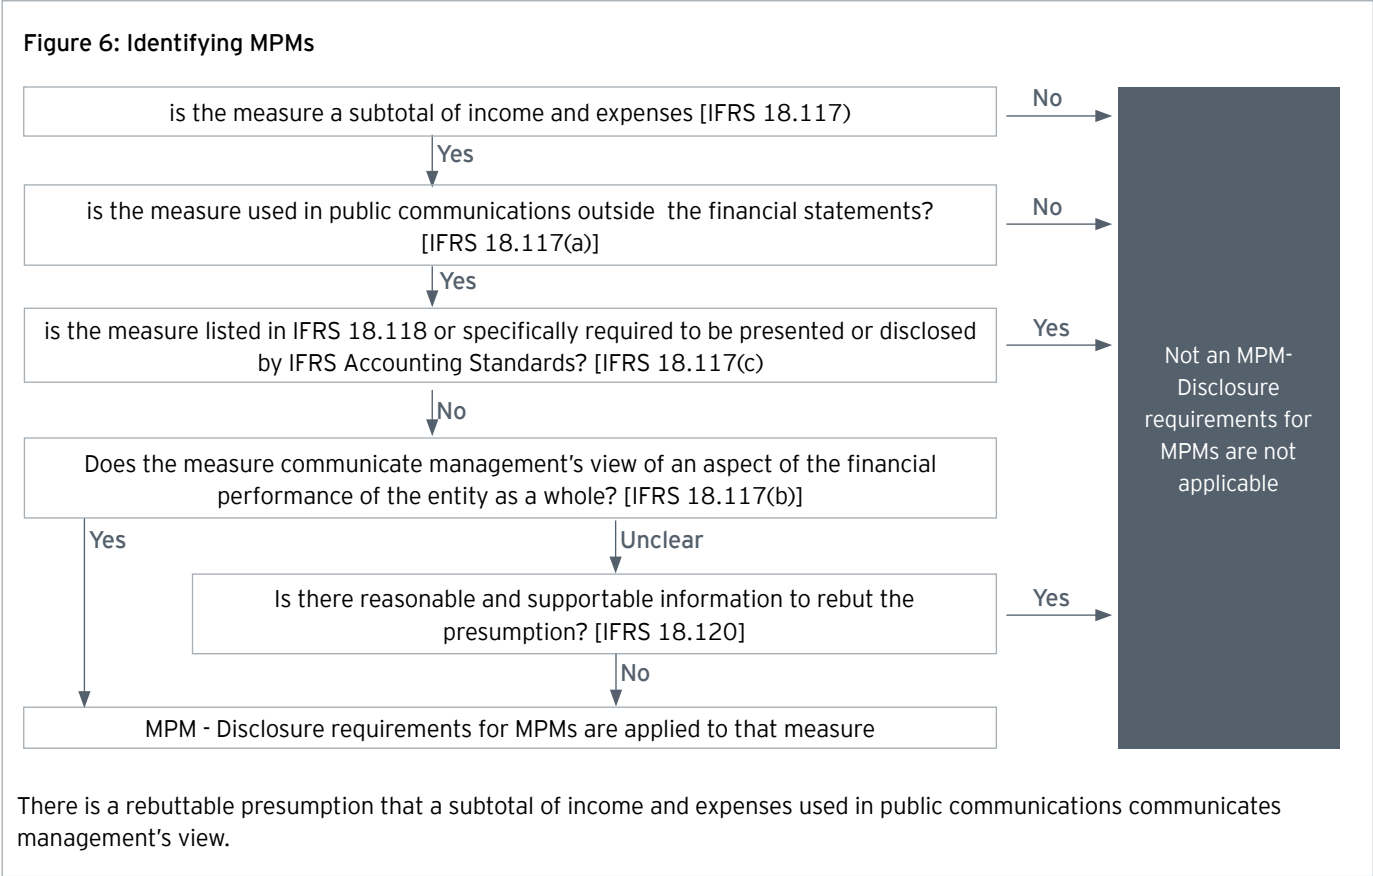 Figure 6: Identifying MPMs
is the measure a subtotal of income and expenses [IFRS 18.117)
No
Yes
is the measure used in public communications outside  the financial statements?
[IFRS 18.117(a)]
No
Yes
is the measure listed in IFRS 18.118 or specifically required to be presented or disclosed
by IFRS Accounting Standards? [IFRS 18.117(c)
Yes
No
Does the measure communicate management’s view of an aspect of the financial
performance of the entity as a whole? [IFRS 18.117(b)]
Yes
Unclear
Is there reasonable and supportable information to rebut the
presumption? [IFRS 18.120]
Yes
No
MPM - Disclosure requirements for MPMs are applied to that measure
Not an MPM-
Disclosure
requirements for
MPMs are not
applicable
There is a rebuttable presumption that a subtotal of income and expenses used in public communications communicates
management’s view.